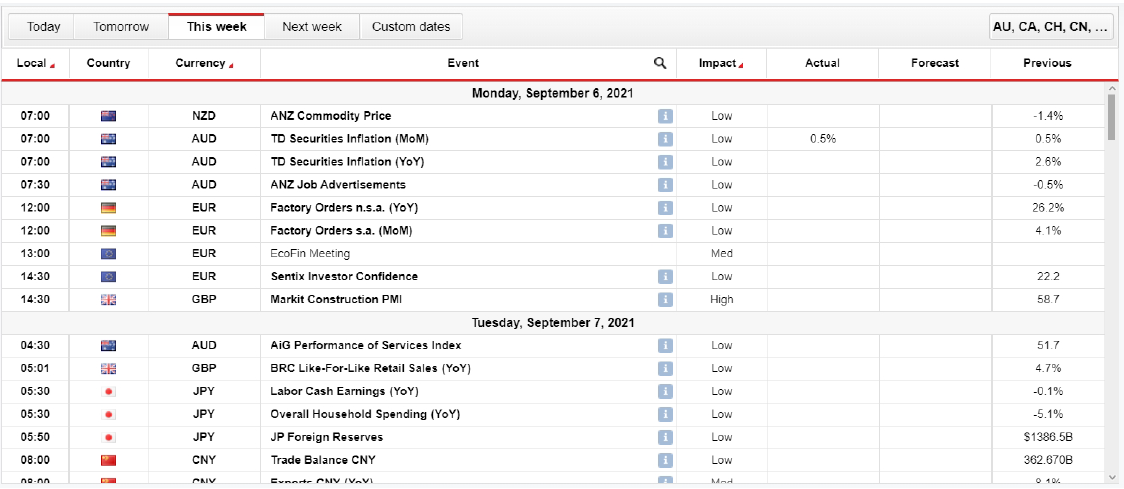 Today Tomorrow This week Next week Custom dates AU, CA, CH, CN, ...
Local Country Currency Event Impact Actual Forecast Previous
Monday, September 6, 2021
07:00 NZD ANZ Commodity Price i Low -1.4%
07:00 AUD TD Securities Inflation (MoM) i Low 0.5% 0.5%
07:00 AUD TD Securities Inflation (YoY) i Low 2.6%
07:30 AUD ANZ Job Advertisements i Low -0.5%
12:00 EUR Factory Orders n.s.a. (YoY) i Low 26.2%
12:00 EUR Factory Orders s.a. (MoM) i Low 4.1%
13:00 EUR EcoFin Meeting Med
14:30 EUR Sentix Investor Confidence i Low 22.2
14:30 GBP Markit Construction PMI i High 58.7
Tuesday, September 7, 2021
04:30 AUD AiG Performance of Services Index i Low 51.7
05:01 GBP BRC Like-For-Like Retail Sales (YoY) i Low 4.7%
05:30 JPY Labor Cash Earnings (YoY) i Low -0.1%
05:30 JPY Overall Household Spending (YoY) i Low -5.1%
05:50 JPY JP Foreign Reserves i Low $1386.5B
08:00 CNY Trade Balance CNY i Low 362.670B
08:00 CNY Exports CNY (YoY) i Med 8.1%